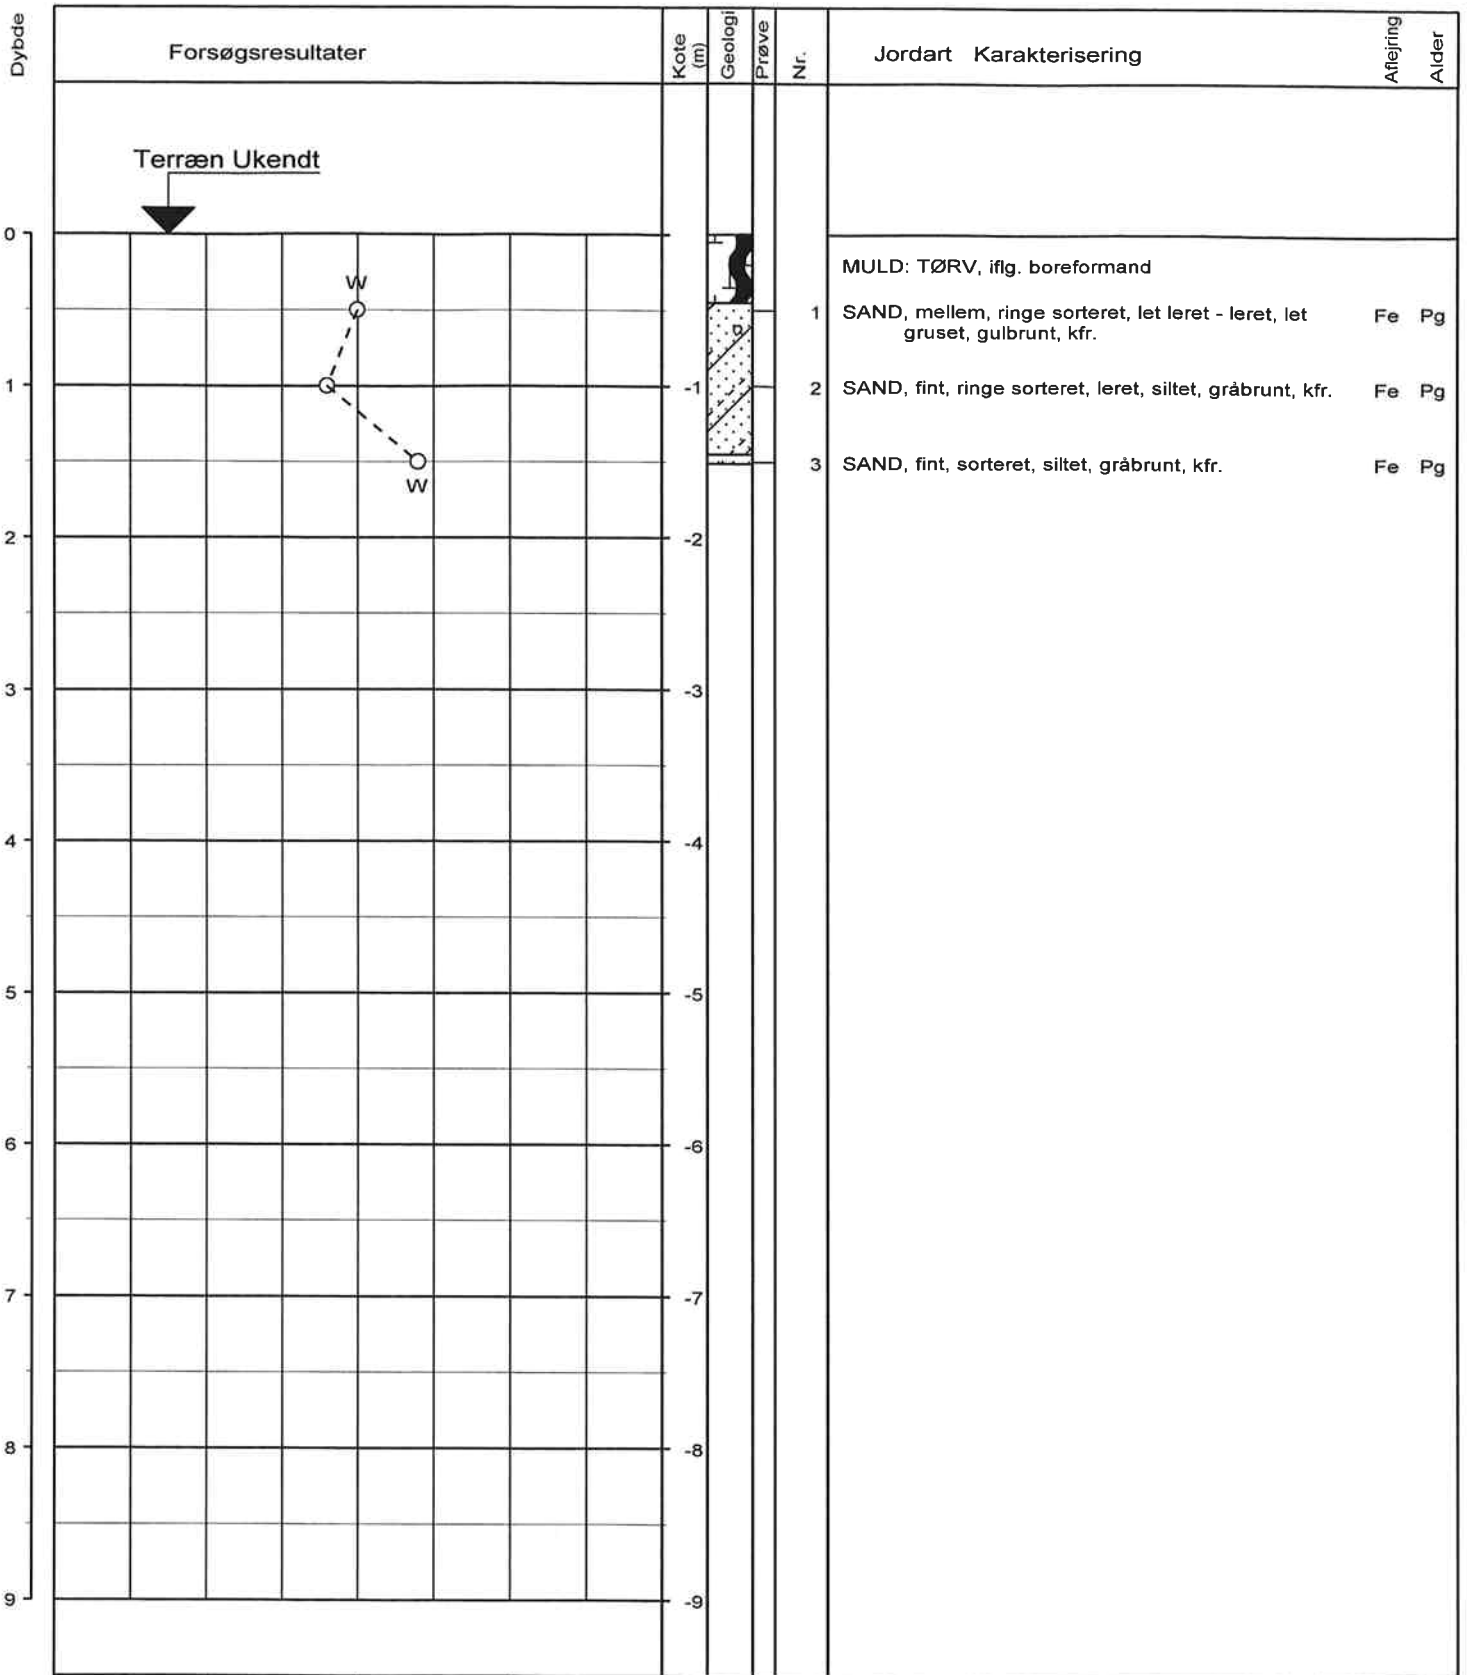 Dybde
Forsøgsresultater
Kote (m)
Geologi
Prøve
Nr.
Jordart Karakterisering
Aflejring
Alder
Terræn Ukendt
0
MULD: TØRV, iflg. boreformand
W
1 SAND, mellem, ringe sorteret, let leret - leret, let Fe Pg
gruset, gulbrunt, kfr.
1 -1 2 SAND, fint, ringe sorteret, leret, siltet, gråbrunt, kfr. Fe Pg
3 SAND, fint, sorteret, siltet, gråbrunt, kfr. Fe Pg
W
2 -2
3 -3
4 -4
5 -5
6 -6
7 -7
8 -8
9 -9